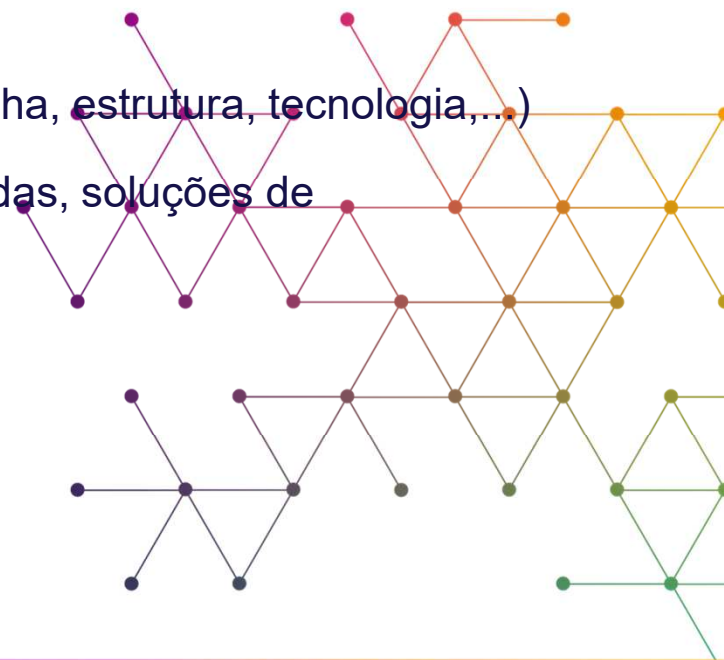 ha, estrutura, tecnologia,...)
das, soluções de